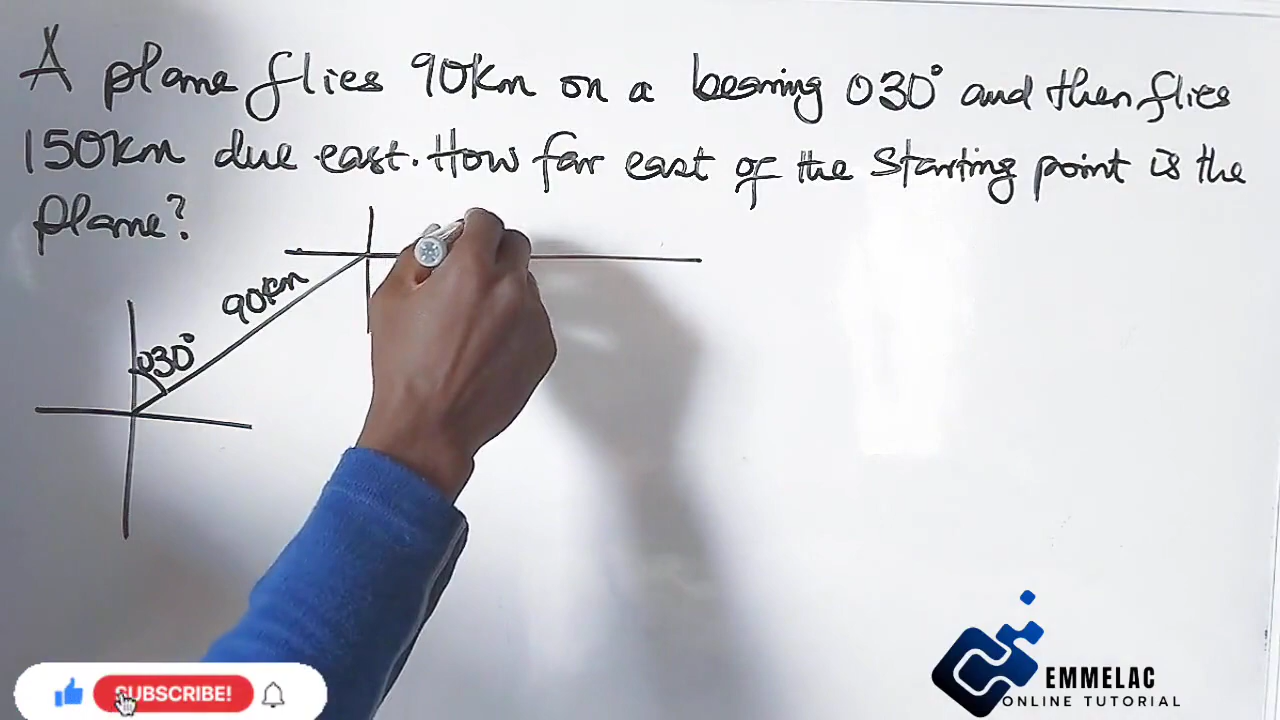 A plane flies 90km on a bearing 030° and then flies
150km due east. How far east of the starting point is the
plane?
90km
030°
SUBSCRIBE!
EMMELAC
ONLINE TUTORIAL